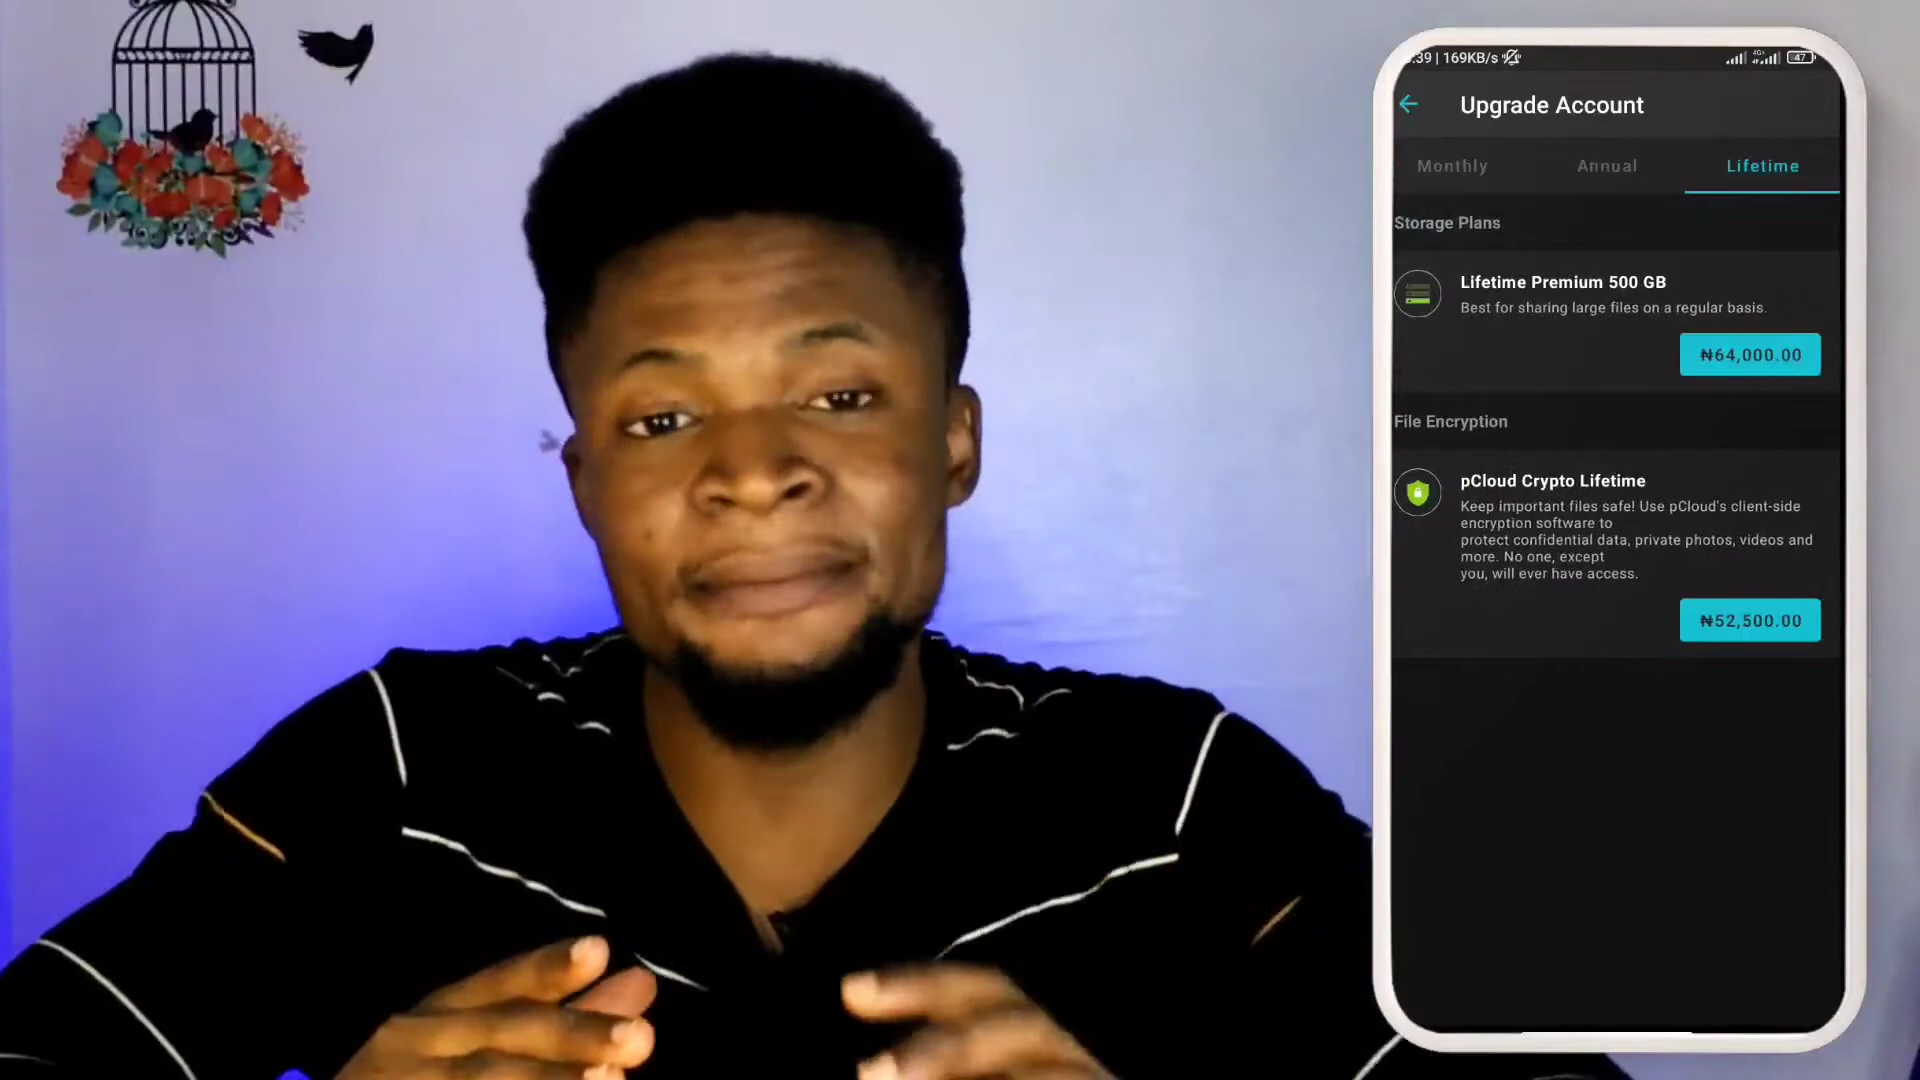 :39 | 169KB/s
4G+
47
Upgrade Account
Monthly
Annual
Lifetime
Storage Plans
Lifetime Premium 500 GB
Best for sharing large files on a regular basis.
₦64,000.00
File Encryption
pCloud Crypto Lifetime
Keep important files safe! Use pCloud's client-side
encryption software to
protect confidential data, private photos, videos and
more. No one, except
you, will ever have access.
₦52,500.00